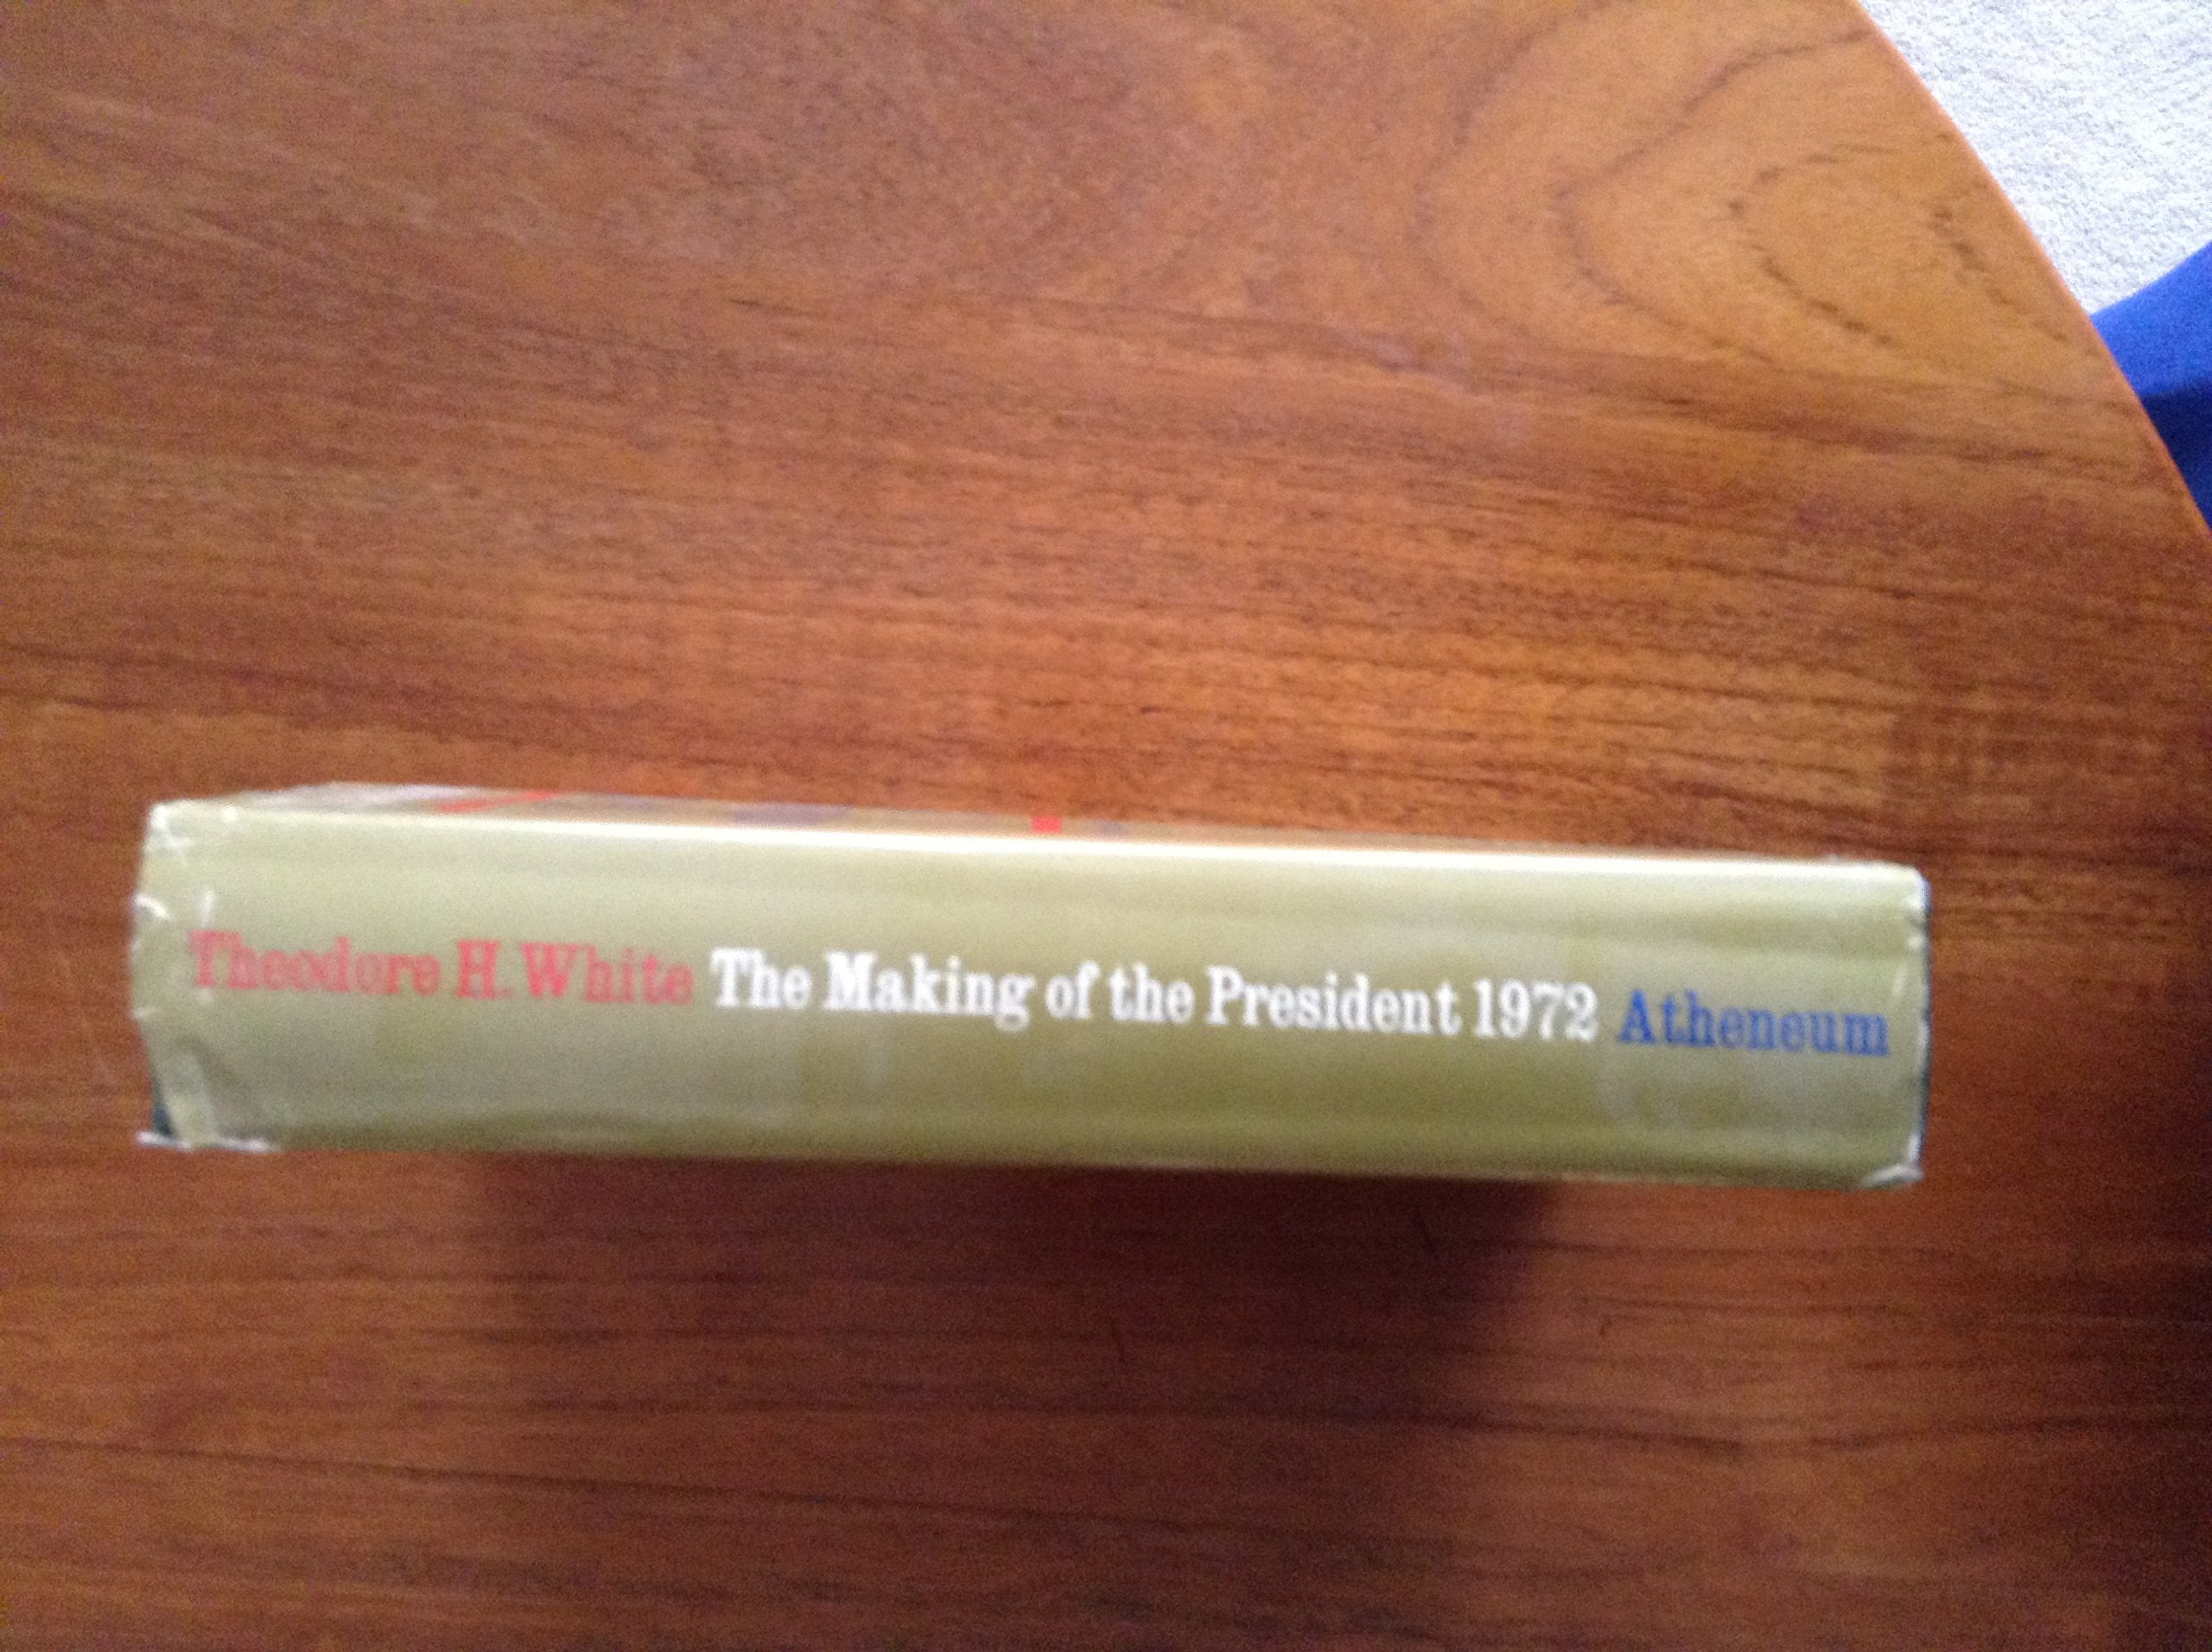 Theodore H. White The Making of the President 1972 Atheneum